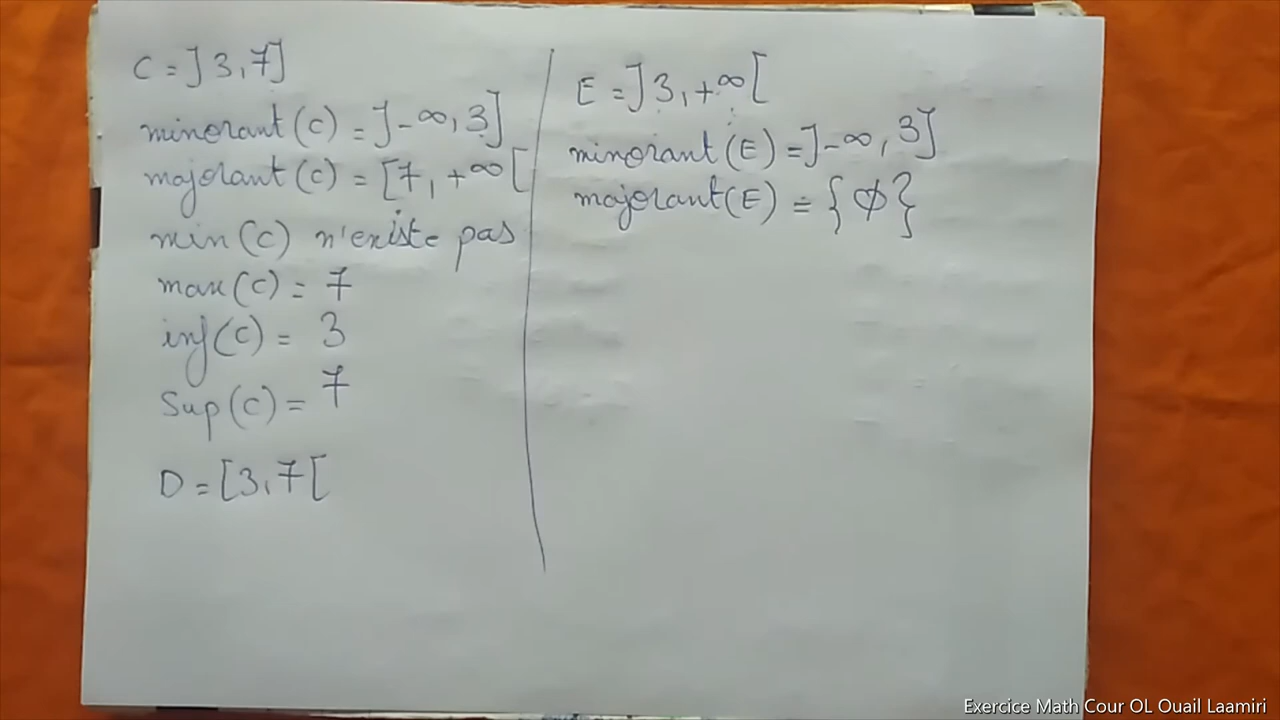 C = ]3,7]
minorant(C) = ]-∞,3]
majorant(C) = [7,+∞[
min(C) n'existe pas
max(C) = 7
inf(C) = 3
Sup(C) = 7
D = [3,7[
E = ]3,+∞[
minorant(E) = ]-∞,3]
majorant(E) = {∅}
Exercice Math Cour OL Ouail Laamiri